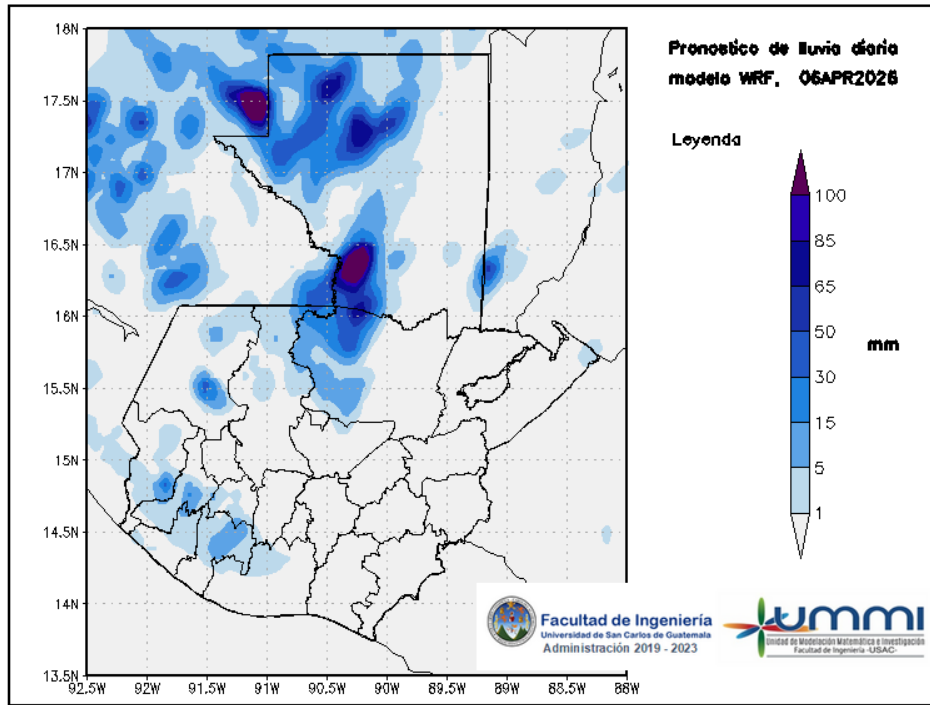 Pronostico de lluvia diaria
modelo WRF, 06APR2026
Leyenda
100
85
65
50
30
15
5
1
mm
18N
17.5N
17N
16.5N
16N
15.5N
15N
14.5N
14N
13.5N
92.5W
92W
91.5W
91W
90.5W
90W
89.5W
89W
88.5W
88W
Facultad de Ingeniería
Universidad de San Carlos de Guatemala
Administración 2019 - 2023
UMMI
Unidad de Modelación Matemática e Investigación
Facultad de Ingeniería -USAC-